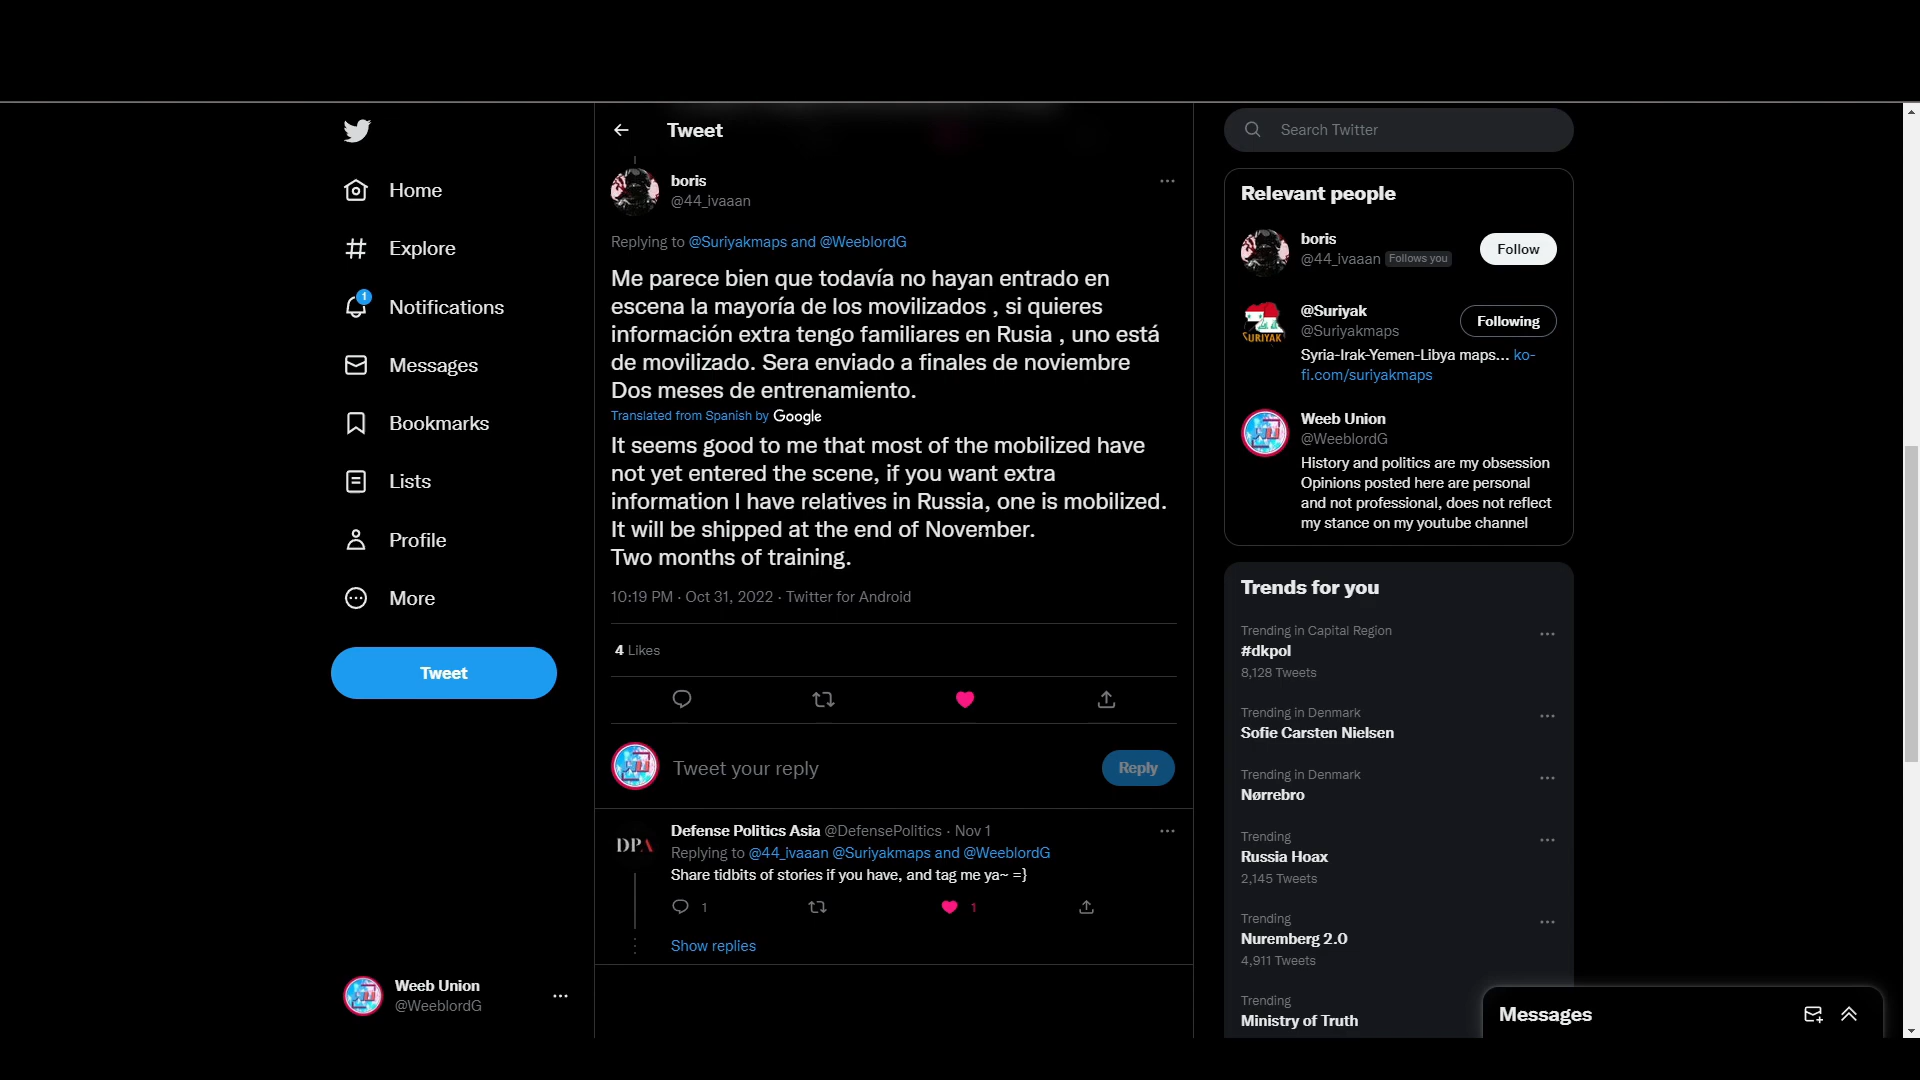 Home
Explore
1
Notifications
Messages
Bookmarks
Lists
Profile
More
Tweet
Weeb Union
@WeeblordG
Tweet
boris
@44_ivaaan
Replying to @Suriyakmaps and @WeeblordG
Me parece bien que todavía no hayan entrado en
escena la mayoría de los movilizados , si quieres
información extra tengo familiares en Rusia , uno está
de movilizado. Sera enviado a finales de noviembre
Dos meses de entrenamiento.
Translated from Spanish by Google
It seems good to me that most of the mobilized have
not yet entered the scene, if you want extra
information I have relatives in Russia, one is mobilized.
It will be shipped at the end of November.
Two months of training.
10:19 PM · Oct 31, 2022 · Twitter for Android
4 Likes
Tweet your reply
Reply
DPA
Defense Politics Asia @DefensePolitics · Nov 1
Replying to @44_ivaaan @Suriyakmaps and @WeeblordG
Share tidbits of stories if you have, and tag me ya~ =}
1
1
Show replies
Search Twitter
Relevant people
boris
@44_ivaaan Follows you
Follow
SURIYAK
@Suriyak
@Suriyakmaps
Following
Syria-Irak-Yemen-Libya maps... ko-
fi.com/suriyakmaps
Weeb Union
@WeeblordG
History and politics are my obsession
Opinions posted here are personal
and not professional, does not reflect
my stance on my youtube channel
Trends for you
Trending in Capital Region
#dkpol
8,128 Tweets
Trending in Denmark
Sofie Carsten Nielsen
Trending in Denmark
Nørrebro
Trending
Russia Hoax
2,145 Tweets
Trending
Nuremberg 2.0
4,911 Tweets
Trending
Ministry of Truth
Messages